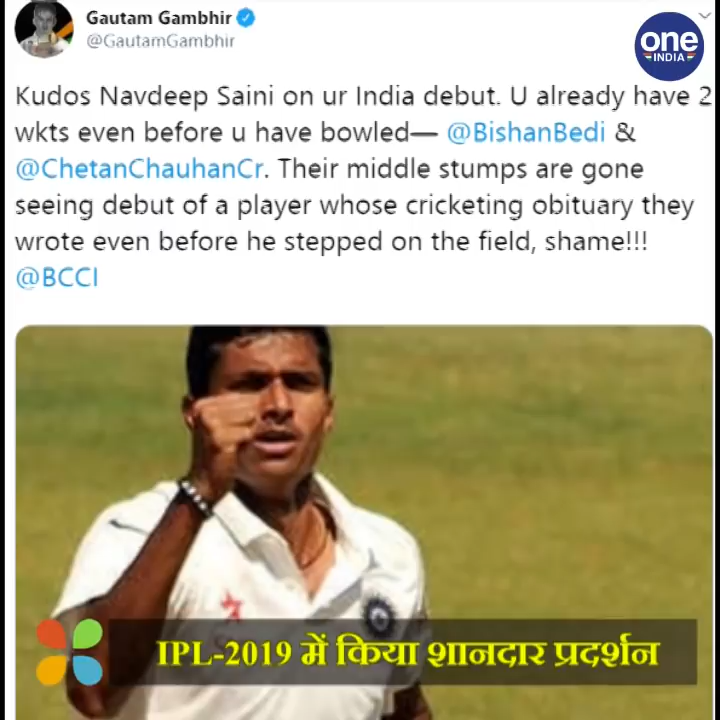 Gautam Gambhir
@GautamGambhir
one
INDIA
Kudos Navdeep Saini on ur India debut. U already have 2
wkts even before u have bowled— @BishanBedi &
@ChetanChauhanCr. Their middle stumps are gone
seeing debut of a player whose cricketing obituary they
wrote even before he stepped on the field, shame!!!
@BCCI
IPL-2019 में किया शानदार प्रदर्शन